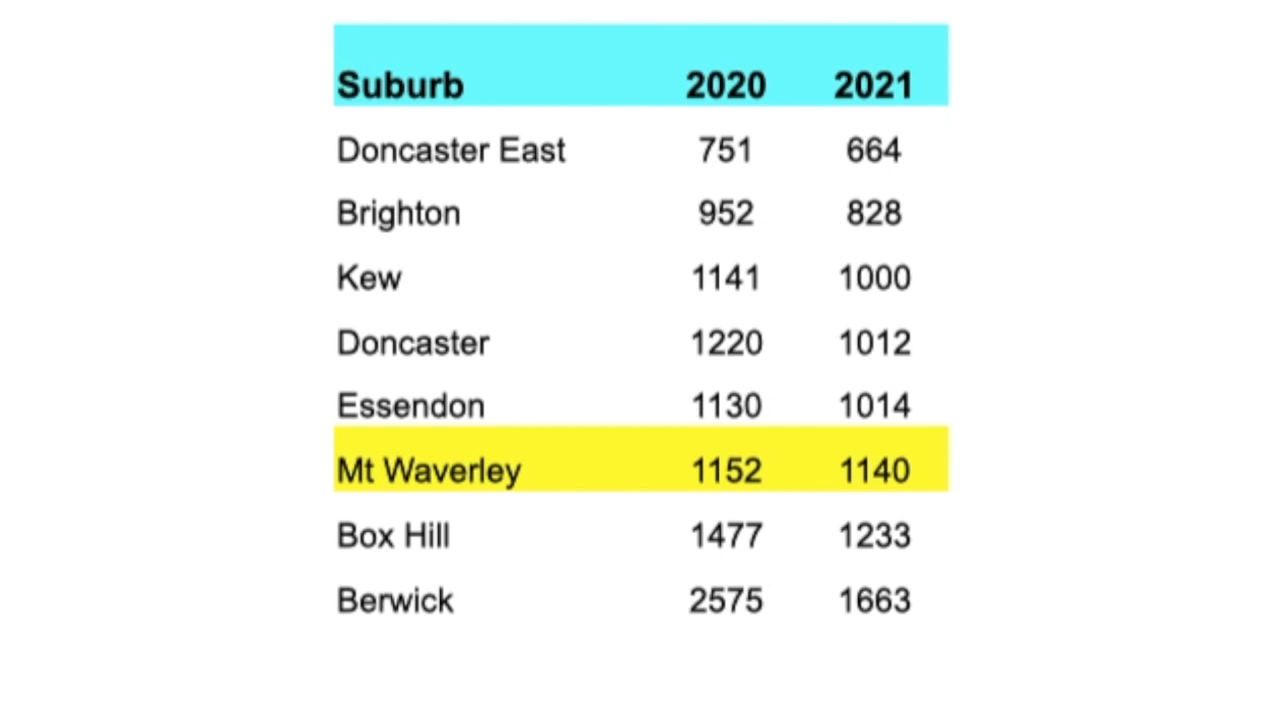 Suburb 2020 2021
Doncaster East 751 664
Brighton 952 828
Kew 1141 1000
Doncaster 1220 1012
Essendon 1130 1014
Mt Waverley 1152 1140
Box Hill 1477 1233
Berwick 2575 1663